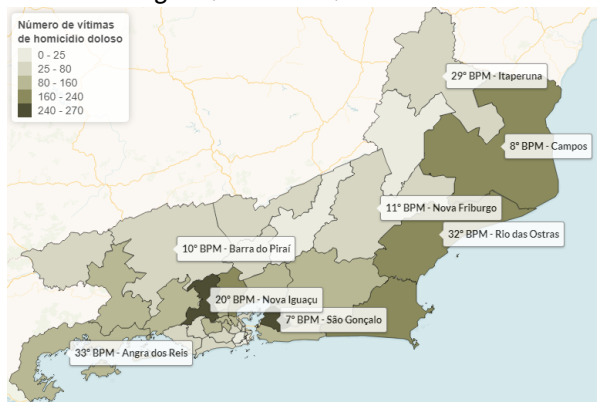 Número de vítimas
de homicídio doloso
0 - 25
25 - 80
80 - 160
160 - 240
240 - 270
29º BPM - Itaperuna
8º BPM - Campos
11º BPM - Nova Friburgo
32º BPM - Rio das Ostras
10º BPM - Barra do Piraí
20º BPM - Nova Iguaçu
7º BPM - São Gonçalo
33º BPM - Angra dos Reis